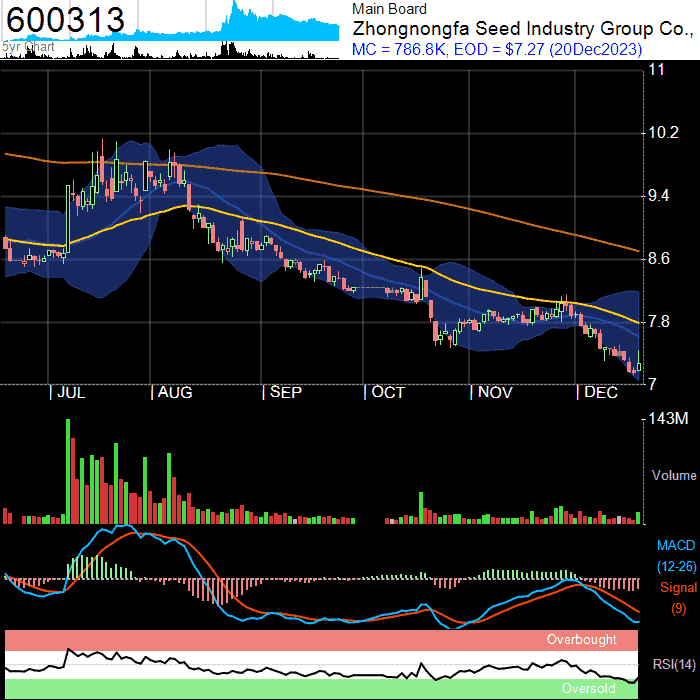 600313
5yr Chart
Main Board
Zhongnongfa Seed Industry Group Co.,
MC = 786.8K, EOD = $7.27 (20Dec2023)
11
10.2
9.4
8.6
7.8
7
| JUL | AUG | SEP | OCT | NOV | DEC
143M
Volume
MACD
(12-26)
Signal
(9)
Overbought
RSI(14)
Oversold